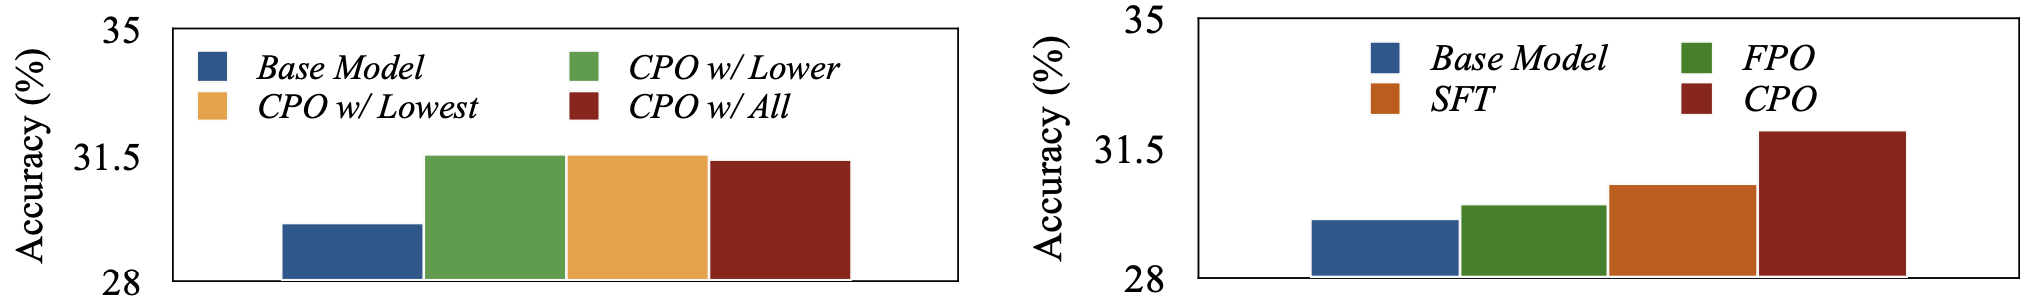 35
31.5
28
Accuracy (%)
Base Model
CPO w/ Lower
CPO w/ Lowest
CPO w/ All
35
31.5
28
Accuracy (%)
Base Model
FPO
SFT
CPO